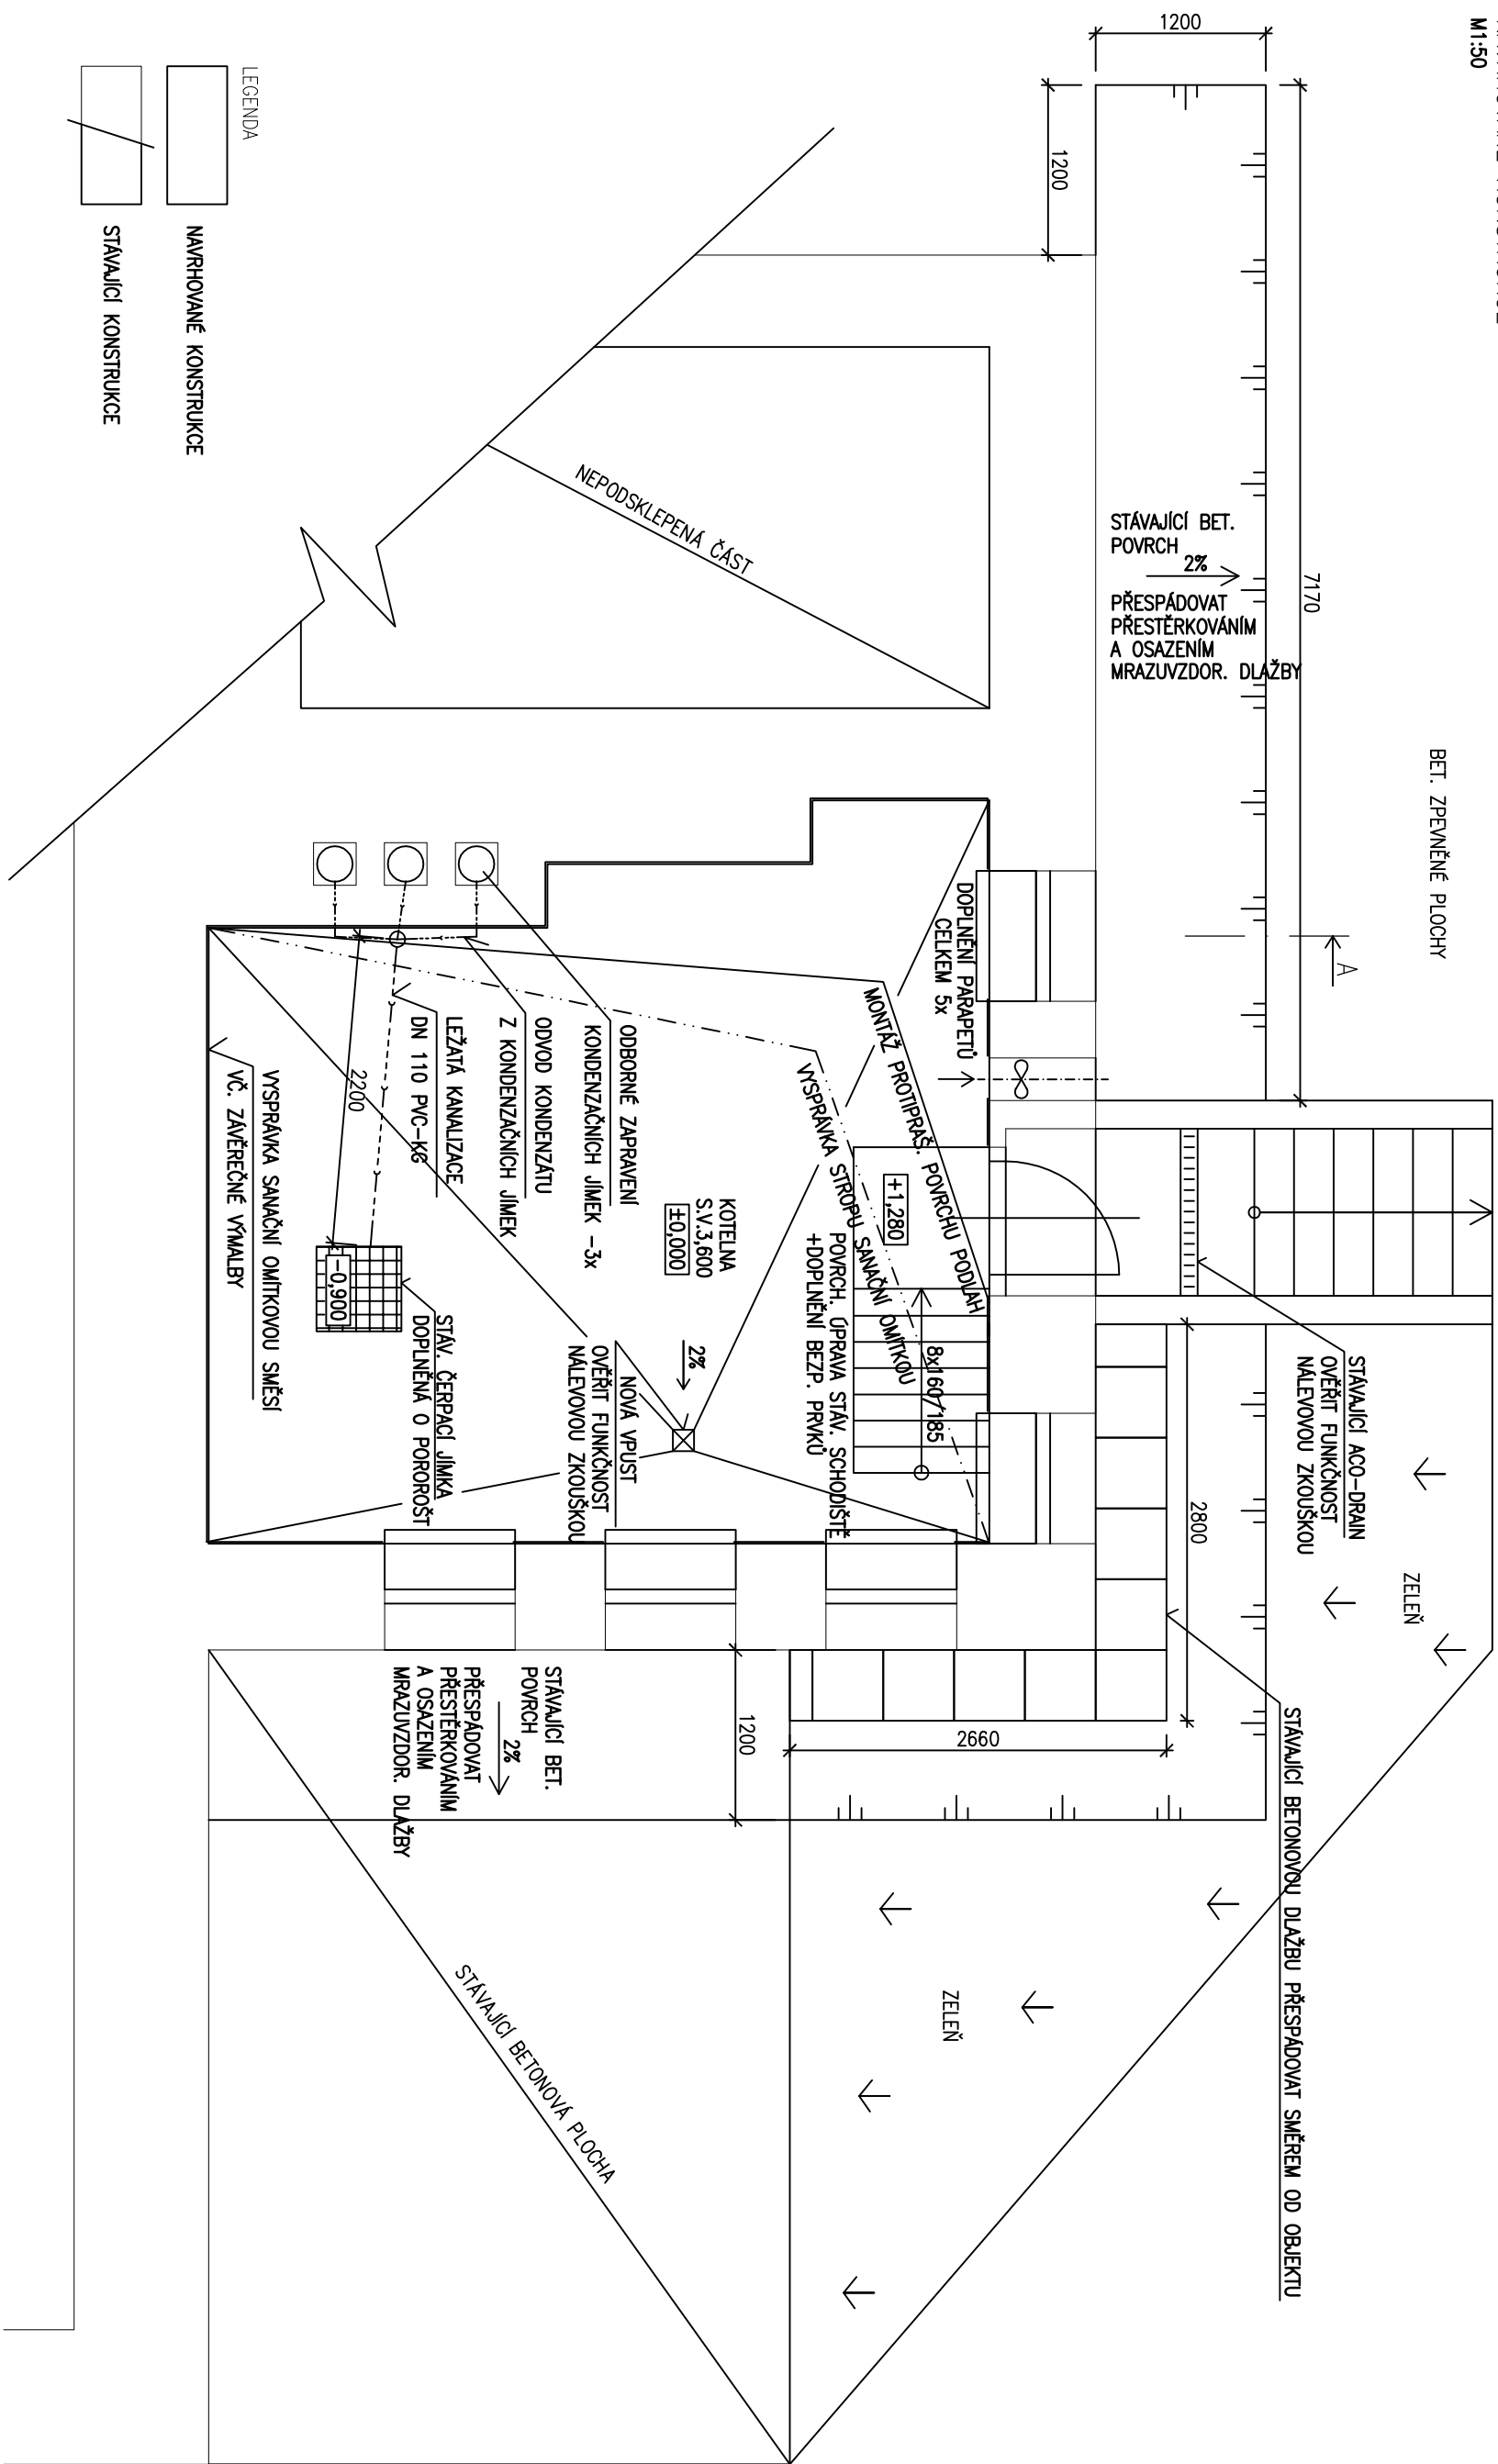 M1:50
BET. ZPEVNĚNÉ PLOCHY
1200
7170
1200
STÁVAJÍCÍ BET.
POVRCH
2%
PŘESPÁDOVAT
PŘESTĚRKOVÁNÍM
A OSAZENÍM
MRAZUVZDOR. DLAŽBY
A
NEPODSKLEPENÁ ČÁST
DOPLNĚNÍ PARAPETŮ
CELKEM 5x
MONTÁŽ PROTIPRAŠ. POVRCHU PODLAH
VYSPRÁVKA STROPU SANAČNÍ OMÍTKOU
+1,280
8x160/185
POVRCH. ÚPRAVA STÁV. SCHODIŠTĚ
+DOPLNĚNÍ BEZP. PRVKŮ
KOTELNA
S.V.3,600
±0,000
2%
ODBORNÉ ZAPRAVENÍ
KONDENZAČNÍCH JÍMEK -3x
ODVOD KONDENZÁTU
Z KONDENZAČNÍCH JÍMEK
LEŽATÁ KANALIZACE
DN 110 PVC-KG
2200
NOVÁ VPUST
OVĚŘIT FUNKČNOST
NÁLEVOVOU ZKOUŠKOU
-0,900
STÁV. ČERPACÍ JÍMKA
DOPLNĚNÁ O POROROŠT
VYSPRÁVKA SANAČNÍ OMÍTKOVOU SMĚSÍ
VČ. ZÁVĚREČNÉ VÝMALBY
STÁVAJÍCÍ ACO-DRAIN
OVĚŘIT FUNKČNOST
NÁLEVOVOU ZKOUŠKOU
ZELEŇ
2800
STÁVAJÍCÍ BETONOVOU DLAŽBU PŘESPÁDOVAT SMĚREM OD OBJEKTU
2660
1200
STÁVAJÍCÍ BET.
POVRCH
2%
PŘESPÁDOVAT
PŘESTĚRKOVÁNÍM
A OSAZENÍM
MRAZUVZDOR. DLAŽBY
ZELEŇ
STÁVAJÍCÍ BETONOVÁ PLOCHA
LEGENDA
NAVRHOVANÉ KONSTRUKCE
STÁVAJÍCÍ KONSTRUKCE